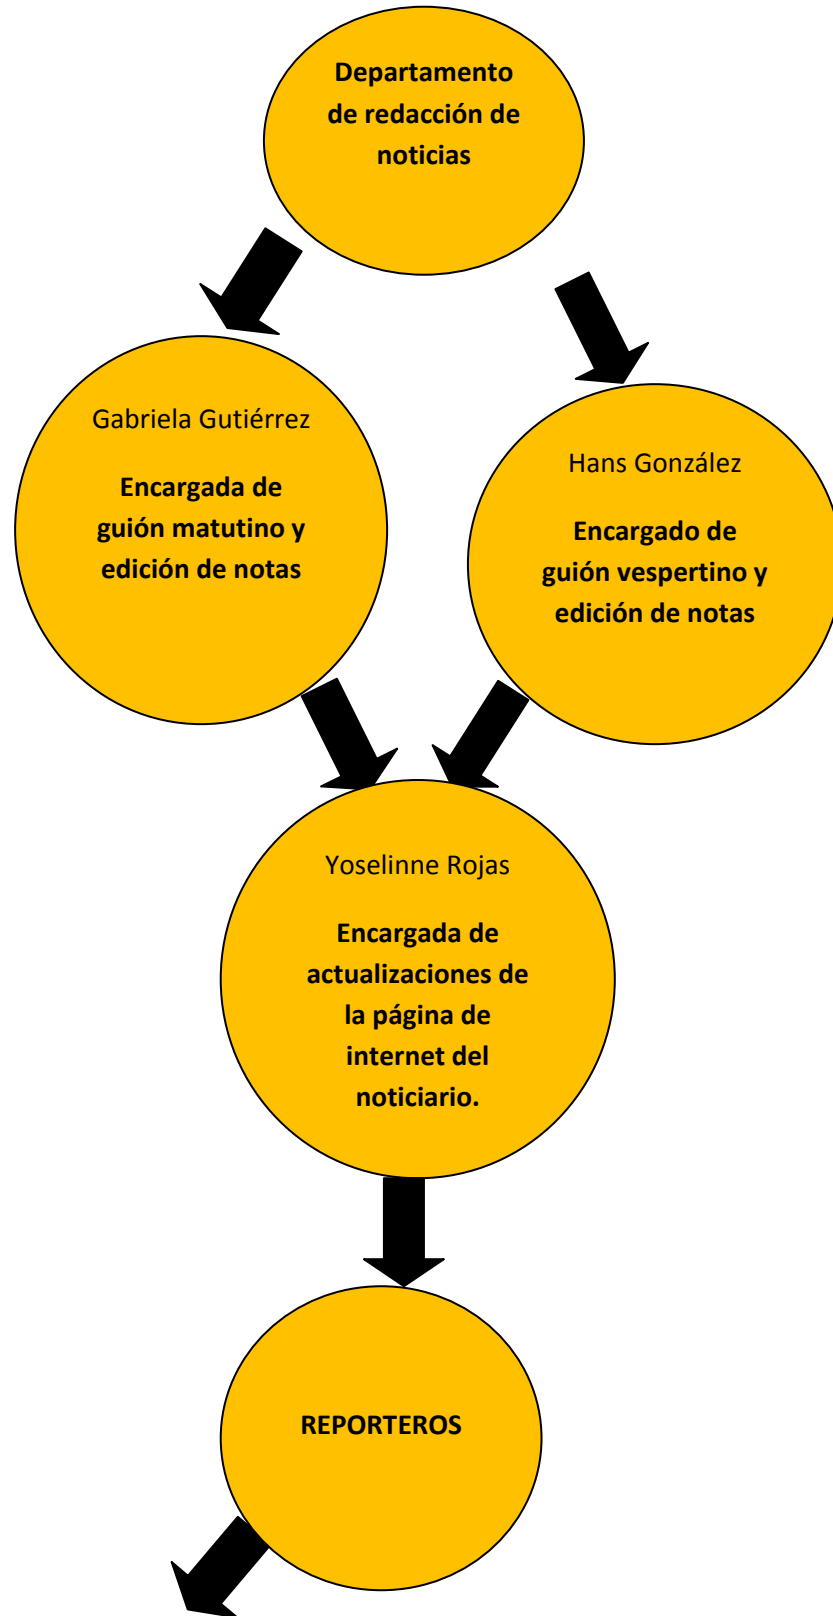 Departamento
de redacción de
noticias
Gabriela Gutiérrez
Encargada de
guión matutino y
edición de notas
Hans González
Encargado de
guión vespertino y
edición de notas
Yoselinne Rojas
Encargada de
actualizaciones de
la página de
internet del
noticiario.
REPORTEROS